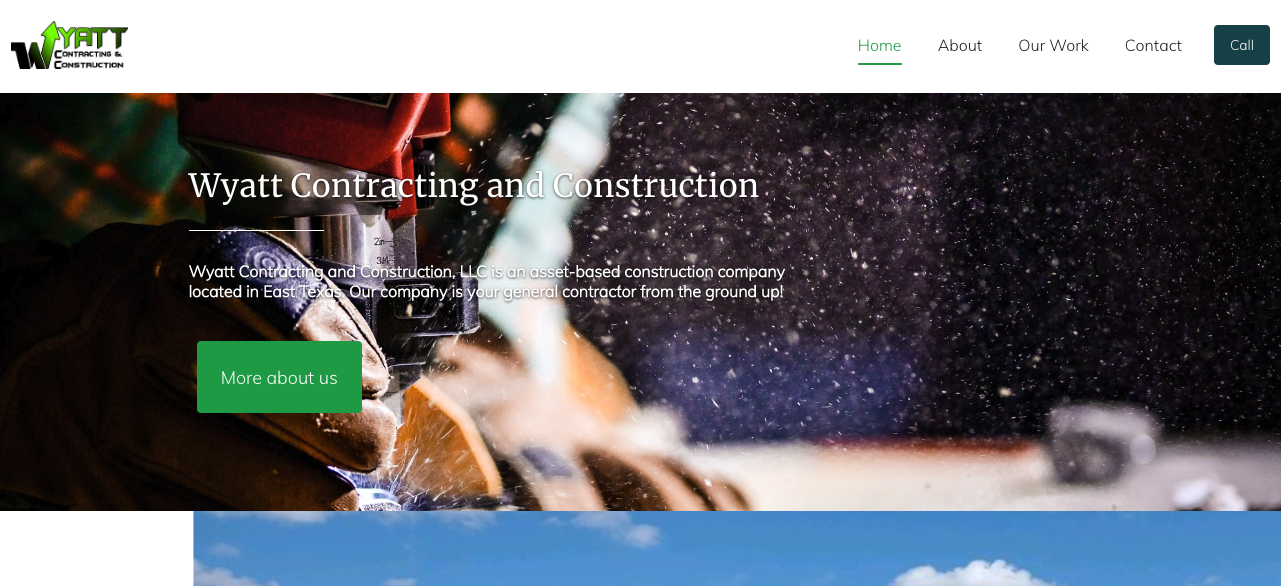 WYATT
CONTRACTING &
CONSTRUCTION
Home
About
Our Work
Contact
Call
Wyatt Contracting and Construction
Wyatt Contracting and Construction, LLC is an asset-based construction company
located in East Texas. Our company is your general contractor from the ground up!
More about us